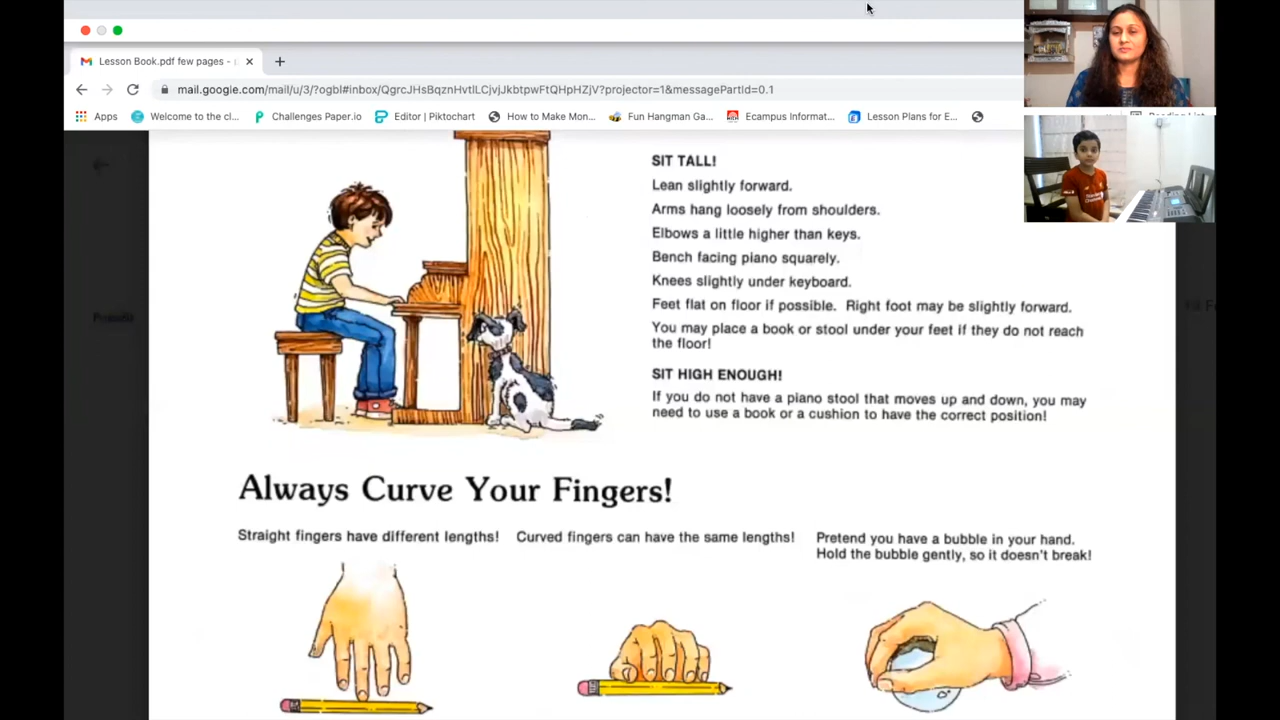 Lesson Book.pdf few pages -
mail.google.com/mail/u/3/?ogbl#inbox/QgrcJHsBqznHvtlLCjvjJkbtpwFtQHpHZjV?projector=1&messagePartId=0.1
Apps
Welcome to the cl...
Challenges Paper.io
Editor | Piktochart
How to Make Mon...
Fun Hangman Ga...
Ecampus Informat...
Lesson Plans for E...
Reading List
SIT TALL!
Lean slightly forward.
Arms hang loosely from shoulders.
Elbows a little higher than keys.
Bench facing piano squarely.
Knees slightly under keyboard.
Feet flat on floor if possible. Right foot may be slightly forward.
You may place a book or stool under your feet if they do not reach
the floor!
SIT HIGH ENOUGH!
If you do not have a piano stool that moves up and down, you may
need to use a book or a cushion to have the correct position!
Always Curve Your Fingers!
Straight fingers have different lengths!
Curved fingers can have the same lengths!
Pretend you have a bubble in your hand.
Hold the bubble gently, so it doesn't break!